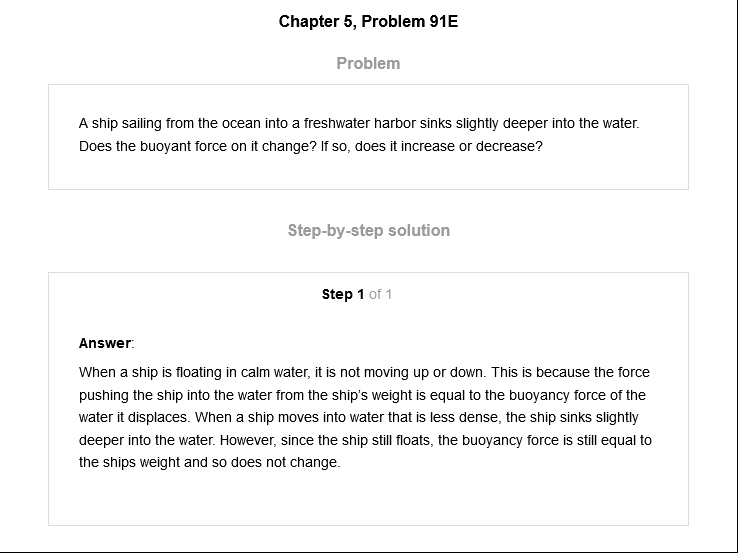 Chapter 5, Problem 91E
Problem
A ship sailing from the ocean into a freshwater harbor sinks slightly deeper into the water.
Does the buoyant force on it change? If so, does it increase or decrease?
Step-by-step solution
Step 1 of 1
Answer:
When a ship is floating in calm water, it is not moving up or down. This is because the force
pushing the ship into the water from the ship's weight is equal to the buoyancy force of the
water it displaces. When a ship moves into water that is less dense, the ship sinks slightly
deeper into the water. However, since the ship still floats, the buoyancy force is still equal to
the ships weight and so does not change.